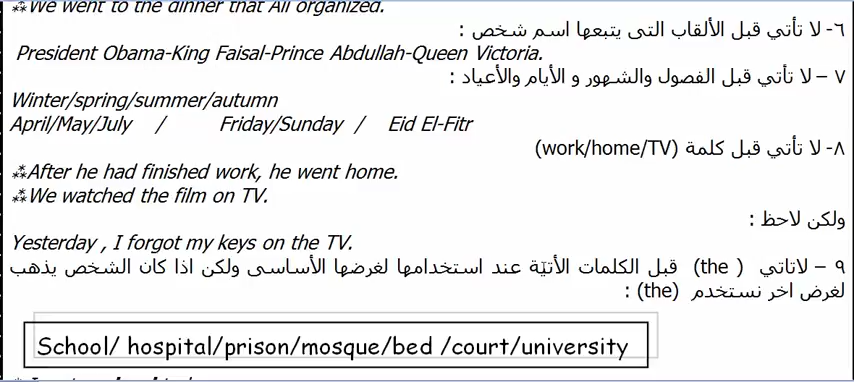 ⁂We went to the dinner that Ali organized.
٦- لا تأتي قبل الألقاب التى يتبعها اسم شخص :
President Obama-King Faisal-Prince Abdullah-Queen Victoria.
٧ – لا تأتي قبل الفصول والشهور و الأيام والأعياد :
Winter/spring/summer/autumn
April/May/July / Friday/Sunday / Eid El-Fitr
٨- لا تأتي قبل كلمة (work/home/TV)
⁂After he had finished work, he went home.
⁂We watched the film on TV.
ولكن لاحظ :
Yesterday , I forgot my keys on the TV.
٩ – لاتاتي ( the) قبل الكلمات الأتيّة عند استخدامها لغرضها الأساسى ولكن اذا كان الشخص يذهب
لغرض اخر نستخدم (the) :
School/ hospital/prison/mosque/bed /court/university